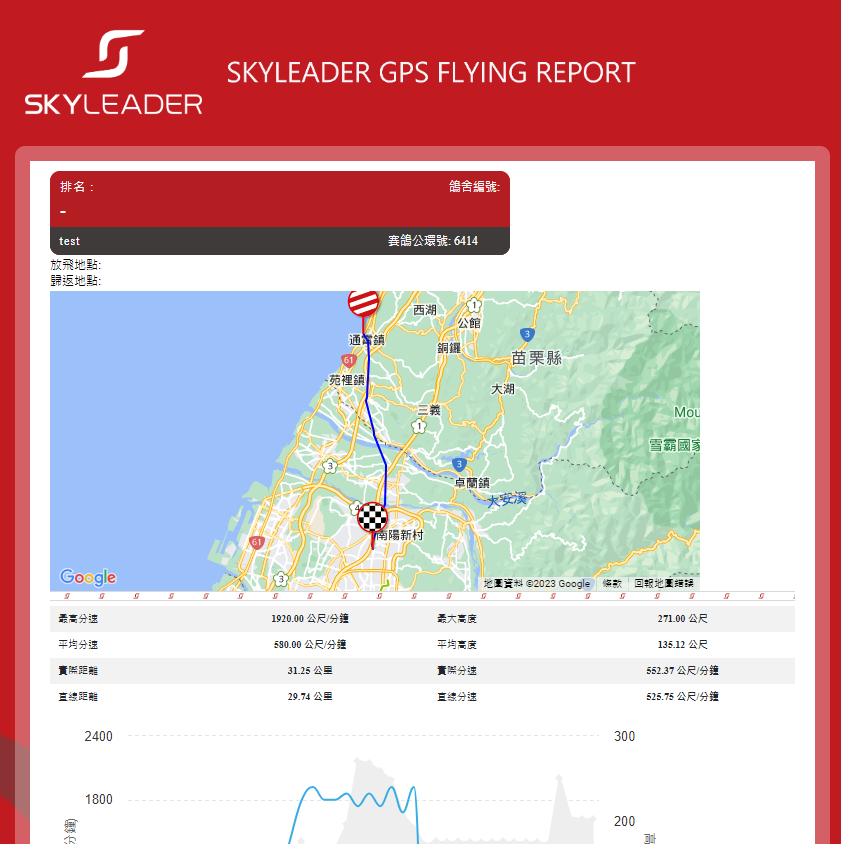 SKYLEADER
SKYLEADER GPS FLYING REPORT
排名：
鴿舍編號:
-
test
賽鴿公環號: 6414
放飛地點:
歸返地點:
西湖
1
公館
3
通霄鎮
銅鑼
苗栗縣
61
苑裡鎮
大湖
三義
1
Mou
雪霸國家
3
3
卓蘭鎮
大安溪
4
南陽新村
61
3
Google
地圖資料 ©2023 Google
條款
回報地圖錯誤
最高分速 1920.00 公尺/分鐘 最大高度 271.00 公尺
平均分速 580.00 公尺/分鐘 平均高度 135.12 公尺
實際距離 31.25 公里 實際分速 552.37 公尺/分鐘
直線距離 29.74 公里 直線分速 525.75 公尺/分鐘
2400
300
1800
200
分鐘)